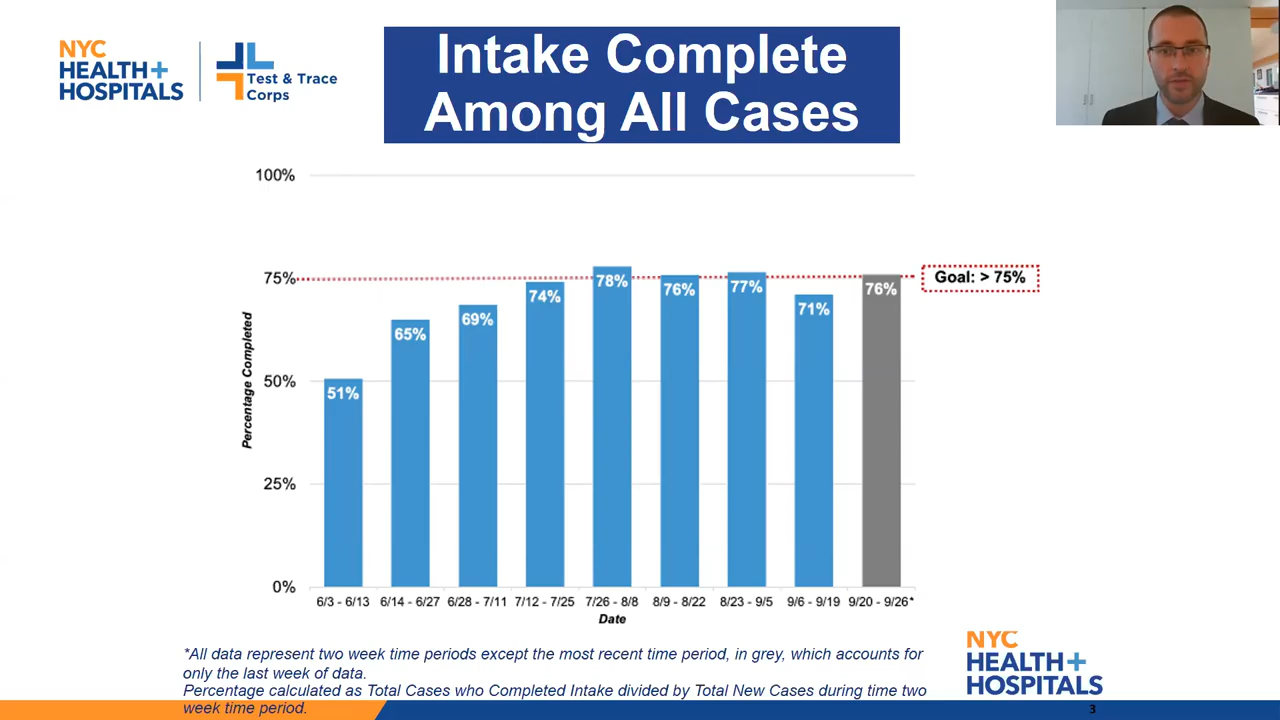 NYC
HEALTH+
HOSPITALS
Test & Trace
Corps
Intake Complete
Among All Cases
100%
75%
50%
25%
0%
Percentage Completed
51%
65%
69%
74%
78%
76%
77%
71%
76%
Goal: > 75%
6/3 - 6/13
6/14 - 6/27
6/28 - 7/11
7/12 - 7/25
7/26 - 8/8
8/9 - 8/22
8/23 - 9/5
9/6 - 9/19
9/20 - 9/26*
Date
*All data represent two week time periods except the most recent time period, in grey, which accounts for
only the last week of data.
Percentage calculated as Total Cases who Completed Intake divided by Total New Cases during time two
week time period.
NYC
HEALTH+
HOSPITALS
3